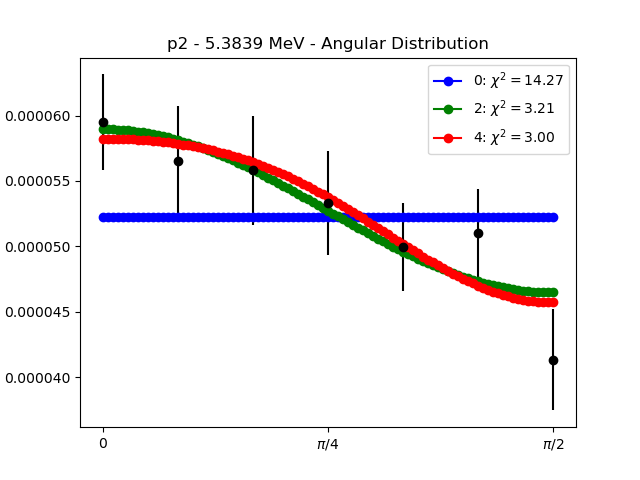 p2 - 5.3839 MeV - Angular Distribution
0: χ² = 14.27
2: χ² = 3.21
4: χ² = 3.00
0.000060
0.000055
0.000050
0.000045
0.000040
0
π/4
π/2